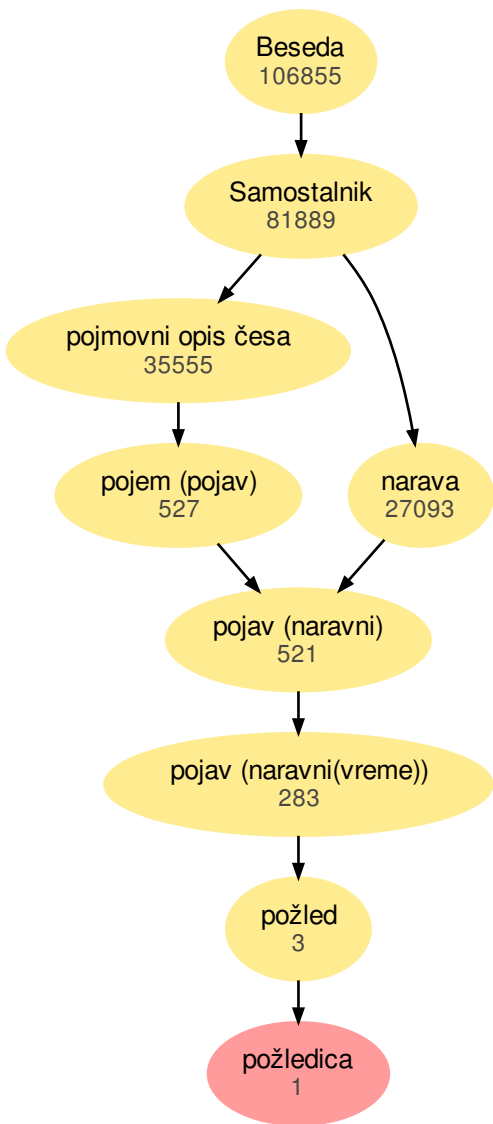 Beseda
106855
Samostalnik
81889
pojmovni opis česa
35555
pojem (pojav)
527
narava
27093
pojav (naravni)
521
pojav (naravni(vreme))
283
požled
3
požledica
1